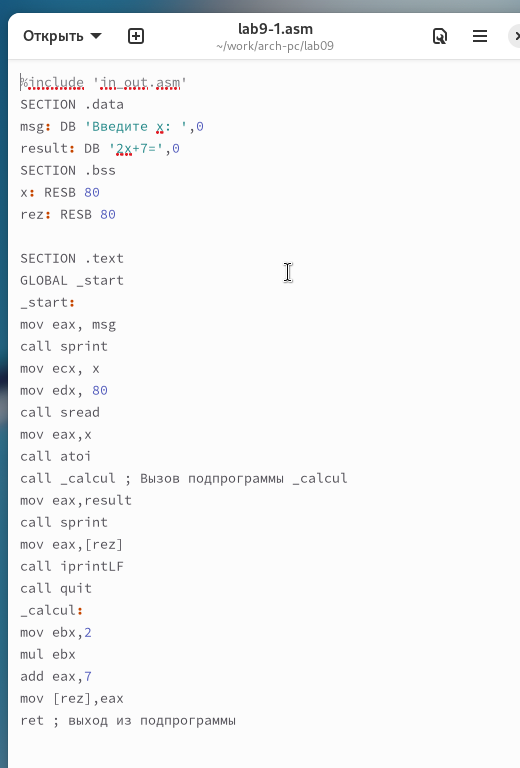 Открыть
lab9-1.asm
~/work/arch-pc/lab09
%include 'in_out.asm'
SECTION .data
msg: DB 'Введите x: ',0
result: DB '2x+7=',0
SECTION .bss
x: RESB 80
rez: RESB 80
SECTION .text
GLOBAL _start
_start:
mov eax, msg
call sprint
mov ecx, x
mov edx, 80
call sread
mov eax,x
call atoi
call _calcul ; Вызов подпрограммы _calcul
mov eax,result
call sprint
mov eax,[rez]
call iprintLF
call quit
_calcul:
mov ebx,2
mul ebx
add eax,7
mov [rez],eax
ret ; выход из подпрограммы